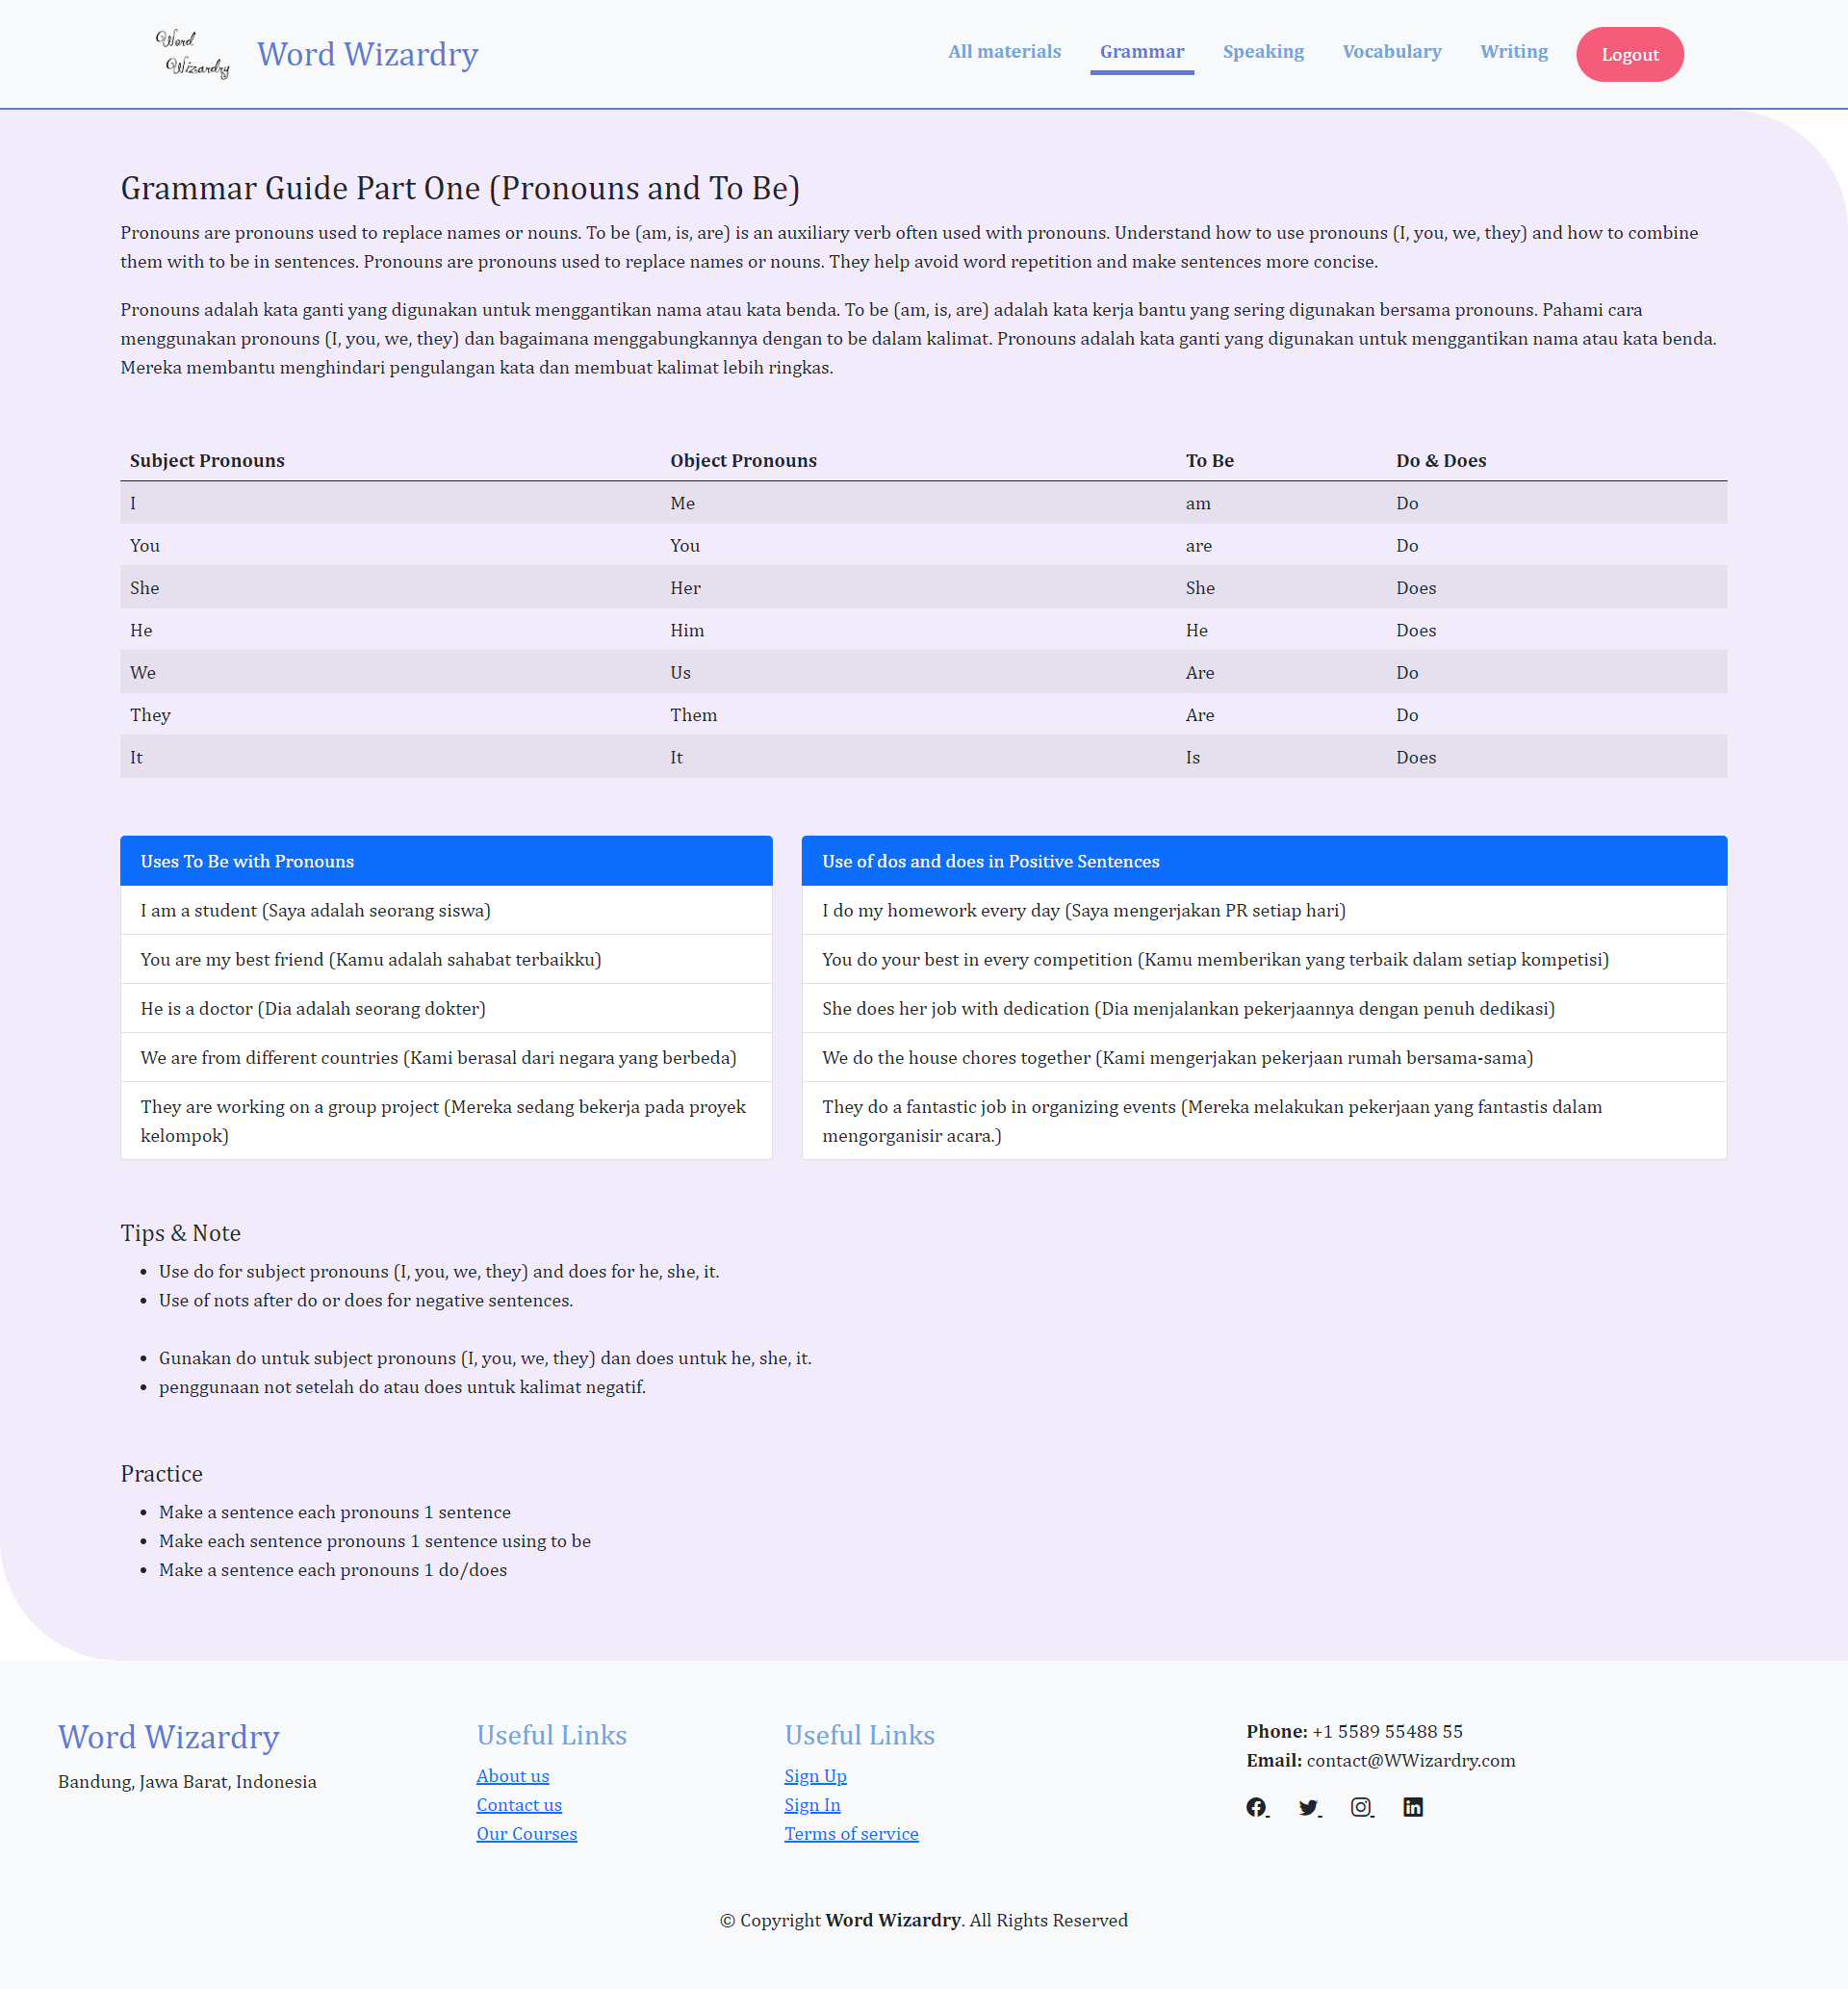 Word
Wizardry
Word Wizardry
All materials
Grammar
Speaking
Vocabulary
Writing
Logout
Grammar Guide Part One (Pronouns and To Be)
Pronouns are pronouns used to replace names or nouns. To be (am, is, are) is an auxiliary verb often used with pronouns. Understand how to use pronouns (I, you, we, they) and how to combine
them with to be in sentences. Pronouns are pronouns used to replace names or nouns. They help avoid word repetition and make sentences more concise.
Pronouns adalah kata ganti yang digunakan untuk menggantikan nama atau kata benda. To be (am, is, are) adalah kata kerja bantu yang sering digunakan bersama pronouns. Pahami cara
menggunakan pronouns (I, you, we, they) dan bagaimana menggabungkannya dengan to be dalam kalimat. Pronouns adalah kata ganti yang digunakan untuk menggantikan nama atau kata benda.
Mereka membantu menghindari pengulangan kata dan membuat kalimat lebih ringkas.
Subject Pronouns Object Pronouns To Be Do & Does
I Me am Do
You You are Do
She Her She Does
He Him He Does
We Us Are Do
They Them Are Do
It It Is Does
Uses To Be with Pronouns
I am a student (Saya adalah seorang siswa)
You are my best friend (Kamu adalah sahabat terbaikku)
He is a doctor (Dia adalah seorang dokter)
We are from different countries (Kami berasal dari negara yang berbeda)
They are working on a group project (Mereka sedang bekerja pada proyek
kelompok)
Use of dos and does in Positive Sentences
I do my homework every day (Saya mengerjakan PR setiap hari)
You do your best in every competition (Kamu memberikan yang terbaik dalam setiap kompetisi)
She does her job with dedication (Dia menjalankan pekerjaannya dengan penuh dedikasi)
We do the house chores together (Kami mengerjakan pekerjaan rumah bersama-sama)
They do a fantastic job in organizing events (Mereka melakukan pekerjaan yang fantastis dalam
mengorganisir acara.)
Tips & Note
• Use do for subject pronouns (I, you, we, they) and does for he, she, it.
• Use of nots after do or does for negative sentences.
• Gunakan do untuk subject pronouns (I, you, we, they) dan does untuk he, she, it.
• penggunaan not setelah do atau does untuk kalimat negatif.
Practice
• Make a sentence each pronouns 1 sentence
• Make each sentence pronouns 1 sentence using to be
• Make a sentence each pronouns 1 do/does
Word Wizardry
Bandung, Jawa Barat, Indonesia
Useful Links
About us
Contact us
Our Courses
Useful Links
Sign Up
Sign In
Terms of service
Phone: +1 5589 55488 55
Email: contact@WWizardry.com
© Copyright Word Wizardry. All Rights Reserved